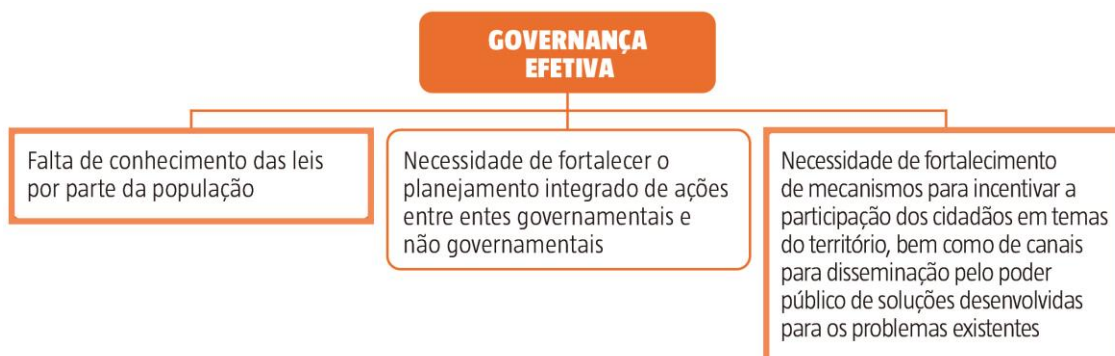 GOVERNANÇA
EFETIVA
Falta de conhecimento das leis
por parte da população
Necessidade de fortalecer o
planejamento integrado de ações
entre entes governamentais e
não governamentais
Necessidade de fortalecimento
de mecanismos para incentivar a
participação dos cidadãos em temas
do território, bem como de canais
para disseminação pelo poder
público de soluções desenvolvidas
para os problemas existentes